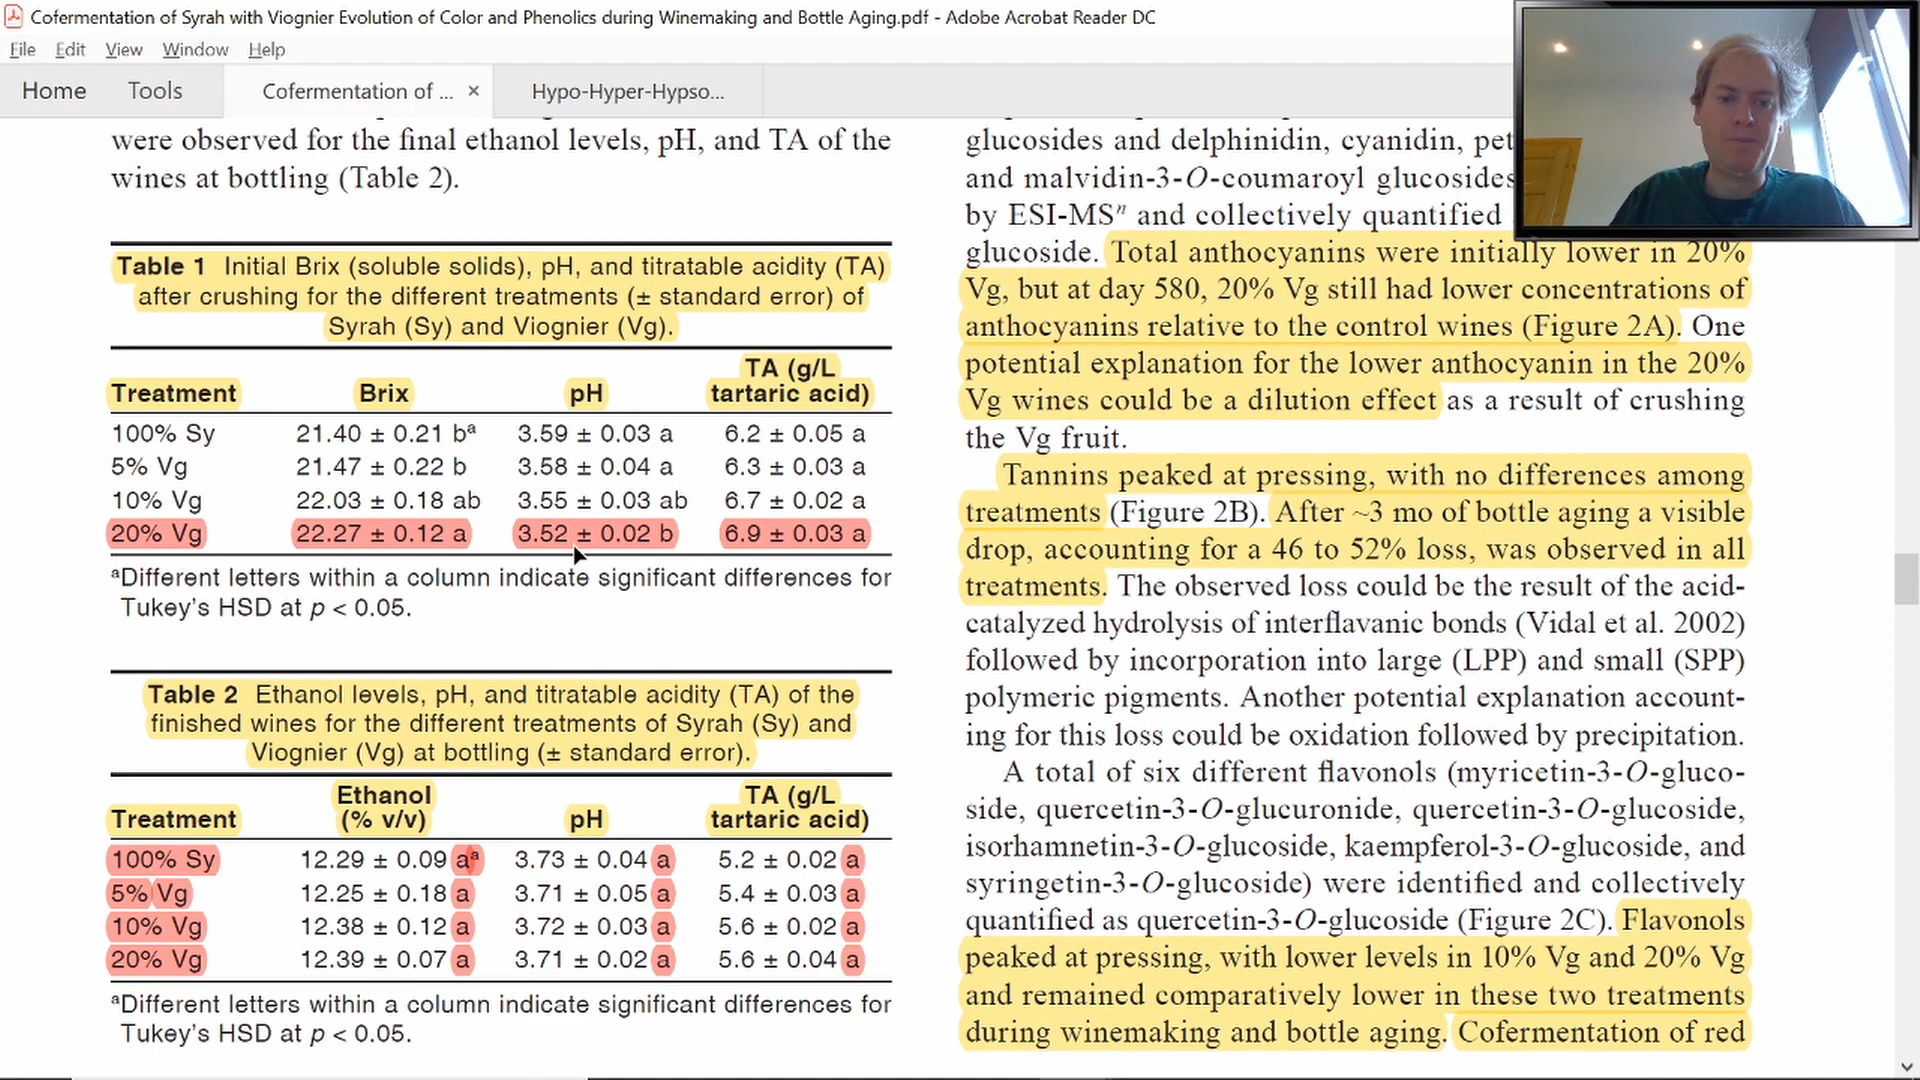 Cofermentation of Syrah with Viognier Evolution of Color and Phenolics during Winemaking and Bottle Aging.pdf - Adobe Acrobat Reader DC
File Edit View Window Help
Home Tools Cofermentation of ... × Hypo-Hyper-Hypso...
were observed for the final ethanol levels, pH, and TA of the
wines at bottling (Table 2).
Table 1 Initial Brix (soluble solids), pH, and titratable acidity (TA)
after crushing for the different treatments (± standard error) of
Syrah (Sy) and Viognier (Vg).
Treatment Brix pH TA (g/L tartaric acid)
100% Sy 21.40 ± 0.21 bᵃ 3.59 ± 0.03 a 6.2 ± 0.05 a
5% Vg 21.47 ± 0.22 b 3.58 ± 0.04 a 6.3 ± 0.03 a
10% Vg 22.03 ± 0.18 ab 3.55 ± 0.03 ab 6.7 ± 0.02 a
20% Vg 22.27 ± 0.12 a 3.52 ± 0.02 b 6.9 ± 0.03 a
ᵃDifferent letters within a column indicate significant differences for
Tukey's HSD at p < 0.05.
Table 2 Ethanol levels, pH, and titratable acidity (TA) of the
finished wines for the different treatments of Syrah (Sy) and
Viognier (Vg) at bottling (± standard error).
Treatment Ethanol (% v/v) pH TA (g/L tartaric acid)
100% Sy 12.29 ± 0.09 aᵃ 3.73 ± 0.04 a 5.2 ± 0.02 a
5% Vg 12.25 ± 0.18 a 3.71 ± 0.05 a 5.4 ± 0.03 a
10% Vg 12.38 ± 0.12 a 3.72 ± 0.03 a 5.6 ± 0.02 a
20% Vg 12.39 ± 0.07 a 3.71 ± 0.02 a 5.6 ± 0.04 a
ᵃDifferent letters within a column indicate significant differences for
Tukey's HSD at p < 0.05.
glucosides and delphinidin, cyanidin, pet
and malvidin-3-O-coumaroyl glucosides
by ESI-MSⁿ and collectively quantified
glucoside. Total anthocyanins were initially lower in 20%
Vg, but at day 580, 20% Vg still had lower concentrations of
anthocyanins relative to the control wines (Figure 2A). One
potential explanation for the lower anthocyanin in the 20%
Vg wines could be a dilution effect as a result of crushing
the Vg fruit.
Tannins peaked at pressing, with no differences among
treatments (Figure 2B). After ~3 mo of bottle aging a visible
drop, accounting for a 46 to 52% loss, was observed in all
treatments. The observed loss could be the result of the acid-
catalyzed hydrolysis of interflavanic bonds (Vidal et al. 2002)
followed by incorporation into large (LPP) and small (SPP)
polymeric pigments. Another potential explanation account-
ing for this loss could be oxidation followed by precipitation.
A total of six different flavonols (myricetin-3-O-gluco-
side, quercetin-3-O-glucuronide, quercetin-3-O-glucoside,
isorhamnetin-3-O-glucoside, kaempferol-3-O-glucoside, and
syringetin-3-O-glucoside) were identified and collectively
quantified as quercetin-3-O-glucoside (Figure 2C). Flavonols
peaked at pressing, with lower levels in 10% Vg and 20% Vg
and remained comparatively lower in these two treatments
during winemaking and bottle aging. Cofermentation of red